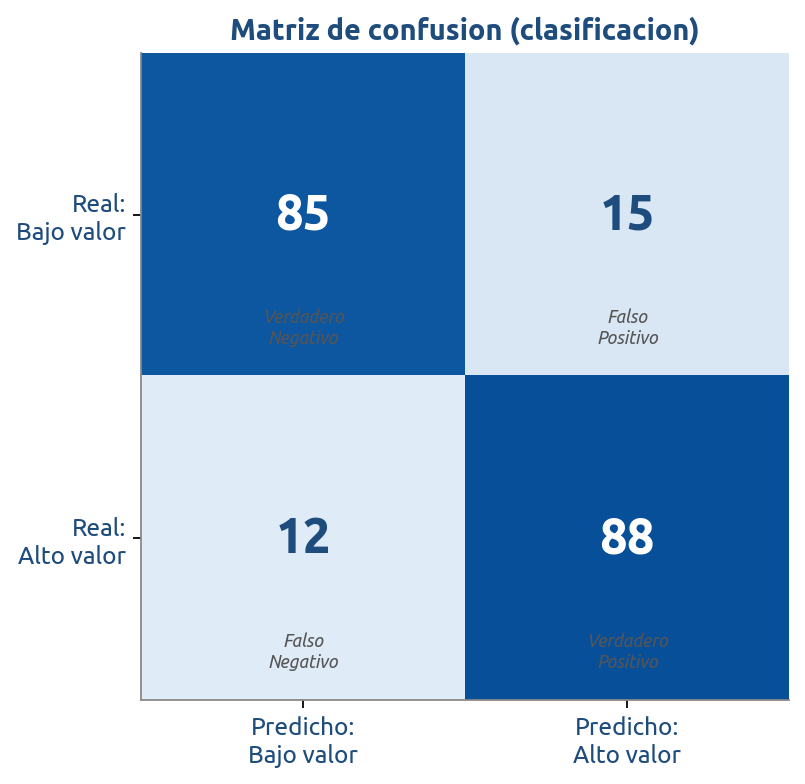 Matriz de confusion (clasificacion)
Real:
Bajo valor
85
15
Verdadero
Negativo
Falso
Positivo
Real:
Alto valor
12
88
Falso
Negativo
Verdadero
Positivo
Predicho:
Bajo valor
Predicho:
Alto valor